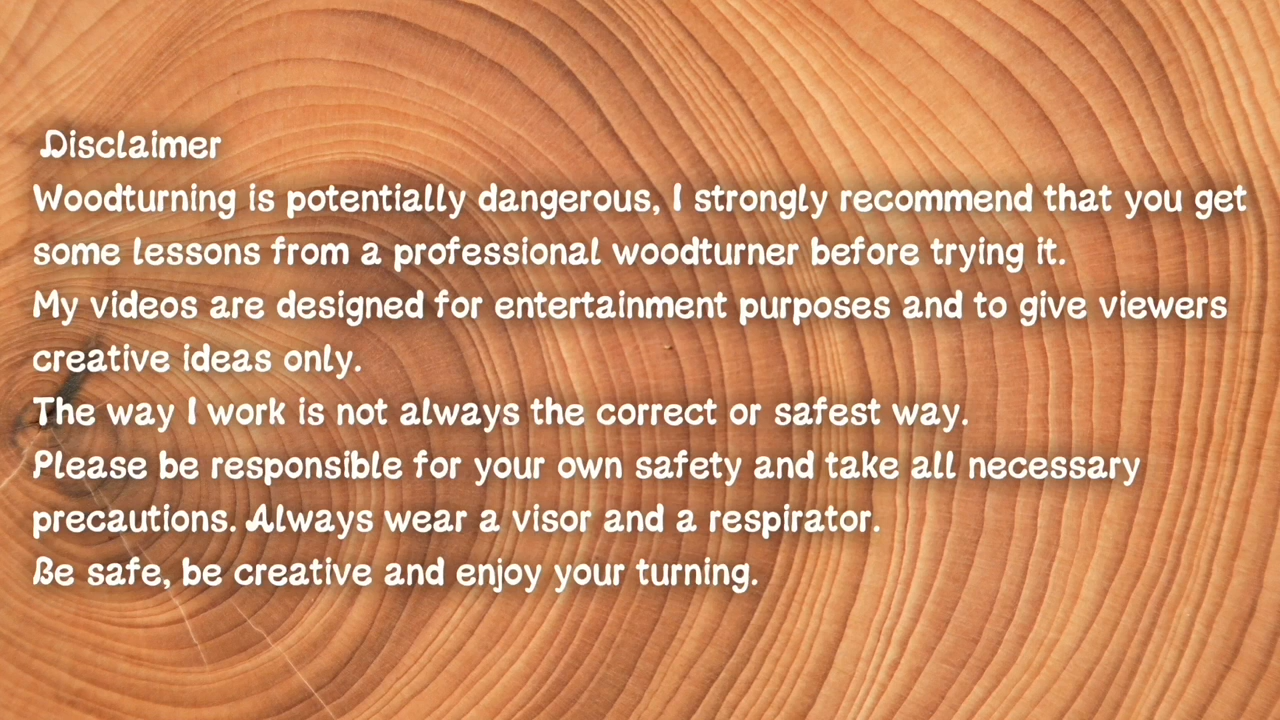 Disclaimer
Woodturning is potentially dangerous, I strongly recommend that you get
some lessons from a professional woodturner before trying it.
My videos are designed for entertainment purposes and to give viewers
creative ideas only.
The way I work is not always the correct or safest way.
Please be responsible for your own safety and take all necessary
precautions. Always wear a visor and a respirator.
Be safe, be creative and enjoy your turning.